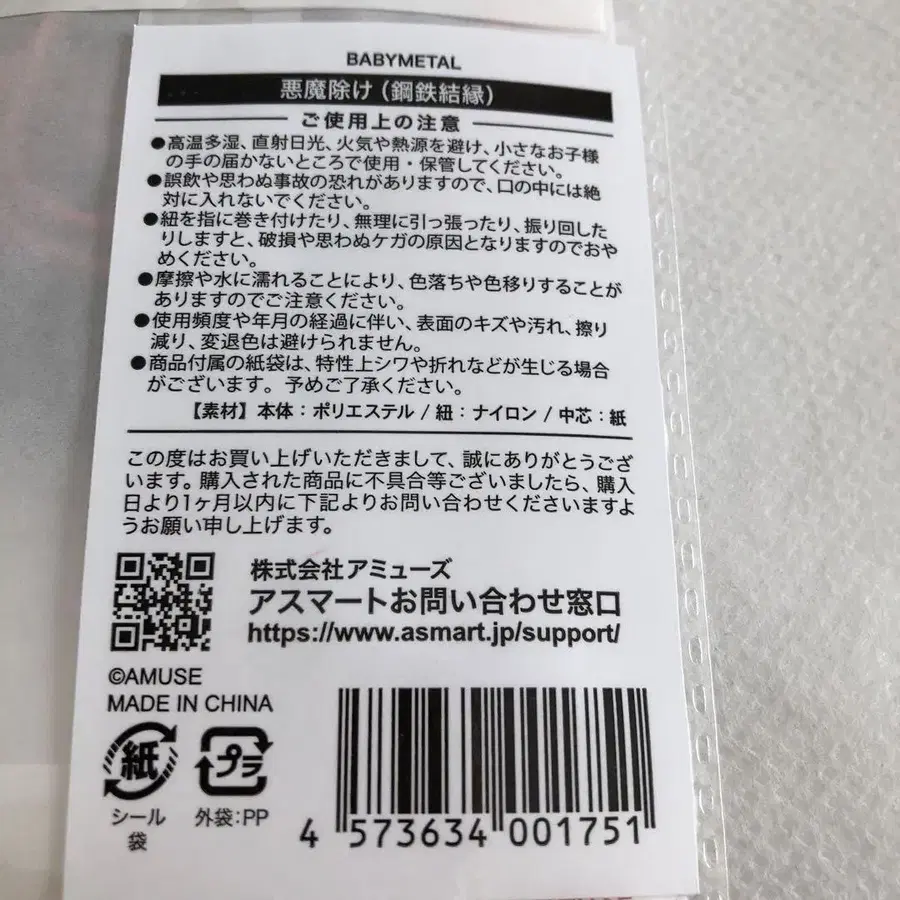 BABYMETAL
悪魔除け（鋼鉄結縁）
ご使用上の注意
●高温多湿、直射日光、火気や熱源を避け、小さなお子様
の手の届かないところで使用・保管してください。
●誤飲や思わぬ事故の恐れがありますので、口の中には絶
対に入れないでください。
●紐を指に巻き付けたり、無理に引っ張ったり、振り回した
りしますと、破損や思わぬケガの原因となりますのでおや
めください。
●摩擦や水に濡れることにより、色落ちや色移りすることが
ありますのでご注意ください。
●使用頻度や年月の経過に伴い、表面のキズや汚れ、擦り
減り、変退色は避けられません。
●商品付属の紙袋は、特性上シワや折れなどが生じる場合
がございます。予めご了承ください。
【素材】本体：ポリエステル / 紐：ナイロン / 中芯：紙
この度はお買い上げいただきまして、誠にありがとうござ
います。購入された商品に不具合等ございましたら、購入
日より1ヶ月以内に下記よりお問い合わせくださいますよ
うお願い申し上げます。
株式会社アミューズ
アスマートお問い合わせ窓口
https://www.asmart.jp/support/
©AMUSE
MADE IN CHINA
紙
プラ
シール
袋
外袋：PP
4 573634 001751